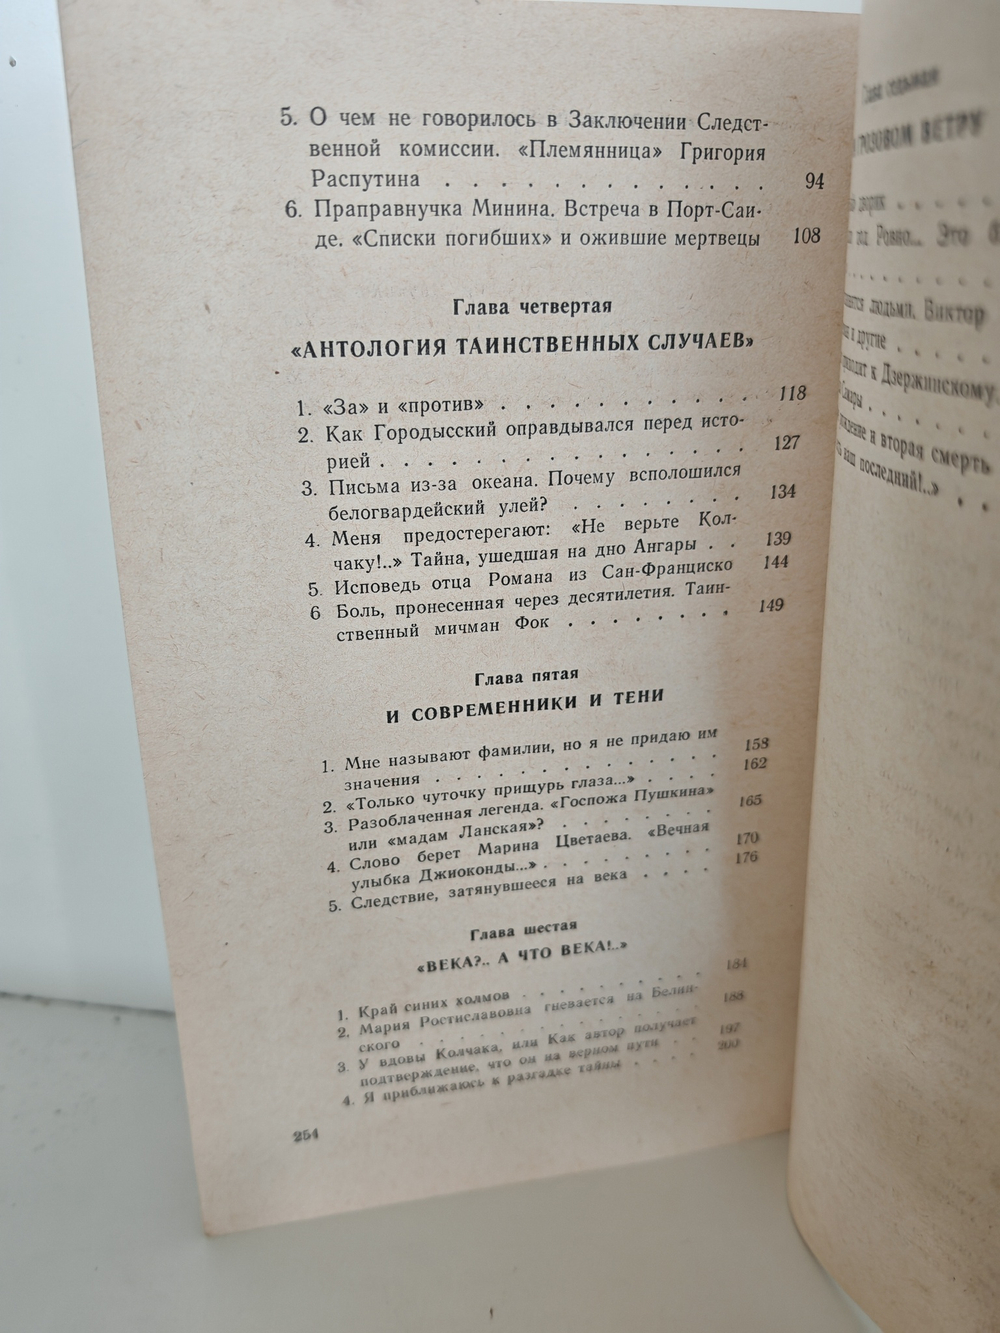 5. О чем не говорилось в Заключении Следст-
венной комиссии. «Племянница» Григория
Распутина . . . . . . . . . . . . . 94
6. Праправнучка Минина. Встреча в Порт-Саи-
де. «Списки погибших» и ожившие мертвецы 108
Глава четвертая
«АНТОЛОГИЯ ТАИНСТВЕННЫХ СЛУЧАЕВ»
1. «За» и «против» . . . . . . . . . . . 118
2. Как Городысский оправдывался перед исто-
рией . . . . . . . . . . . . . . . 127
3. Письма из-за океана. Почему всполошился
белогвардейский улей? . . . . . . . 134
4. Меня предостерегают: «Не верьте Кол-
чаку!..» Тайна, ушедшая на дно Ангары . . 139
5. Исповедь отца Романа из Сан-Франциско 144
6 Боль, пронесенная через десятилетия. Таин-
ственный мичман Фок . . . . . . . . 149
Глава пятая
И СОВРЕМЕННИКИ И ТЕНИ
1. Мне называют фамилии, но я не придаю им
значения . . . . . . . . . . . . . 158
2. «Только чуточку прищурь глаза...» . . . . 162
3. Разоблаченная легенда. «Госпожа Пушкина»
или «мадам Ланская»? . . . . . . . . 165
4. Слово берет Марина Цветаева. «Вечная
улыбка Джиоконды...» . . . . . . . . . 170
5. Следствие, затянувшееся на века . . . . 176
Глава шестая
«ВЕКА?.. А ЧТО ВЕКА!..»
1. Край синих холмов . . . . . . . . . 184
2. Мария Ростиславовна гневается на Белин-
ского . . . . . . . . . . . . . 188
3. У вдовы Колчака, или Как автор получает
подтверждение, что он на верном пути . . 197
4. Я приближаюсь к разгадке тайны . . . . 200
254
седьмая
ВЕТРУ
Ровно... Это
людьми. Виктор
и другие . . . .
к Дзержинскому.
и вторая смерть
наш последний!..» . .